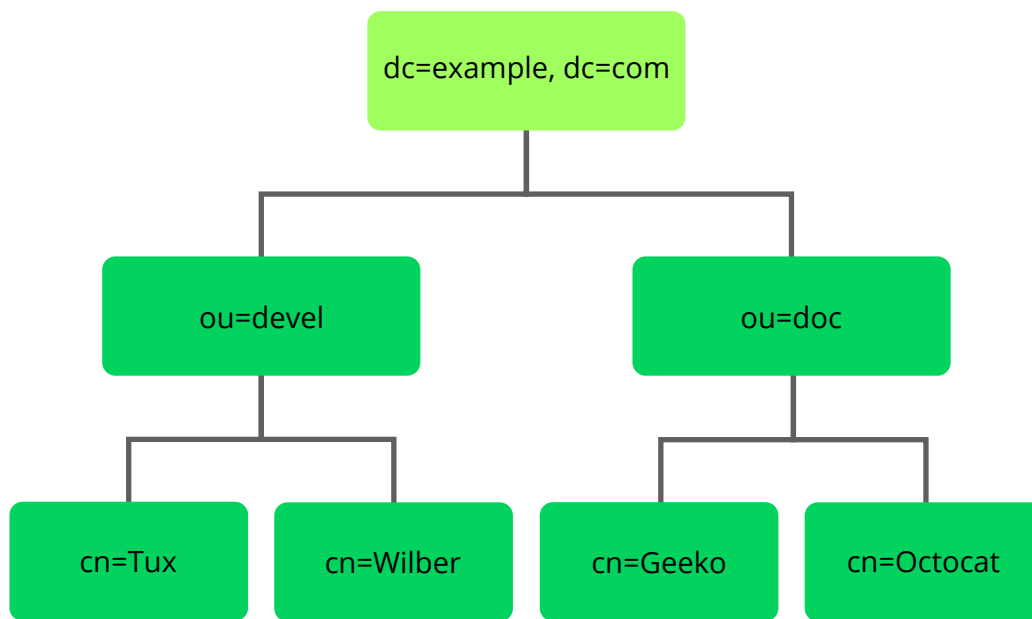 dc=example, dc=com
ou=devel
ou=doc
cn=Tux
cn=Wilber
cn=Geeko
cn=Octocat